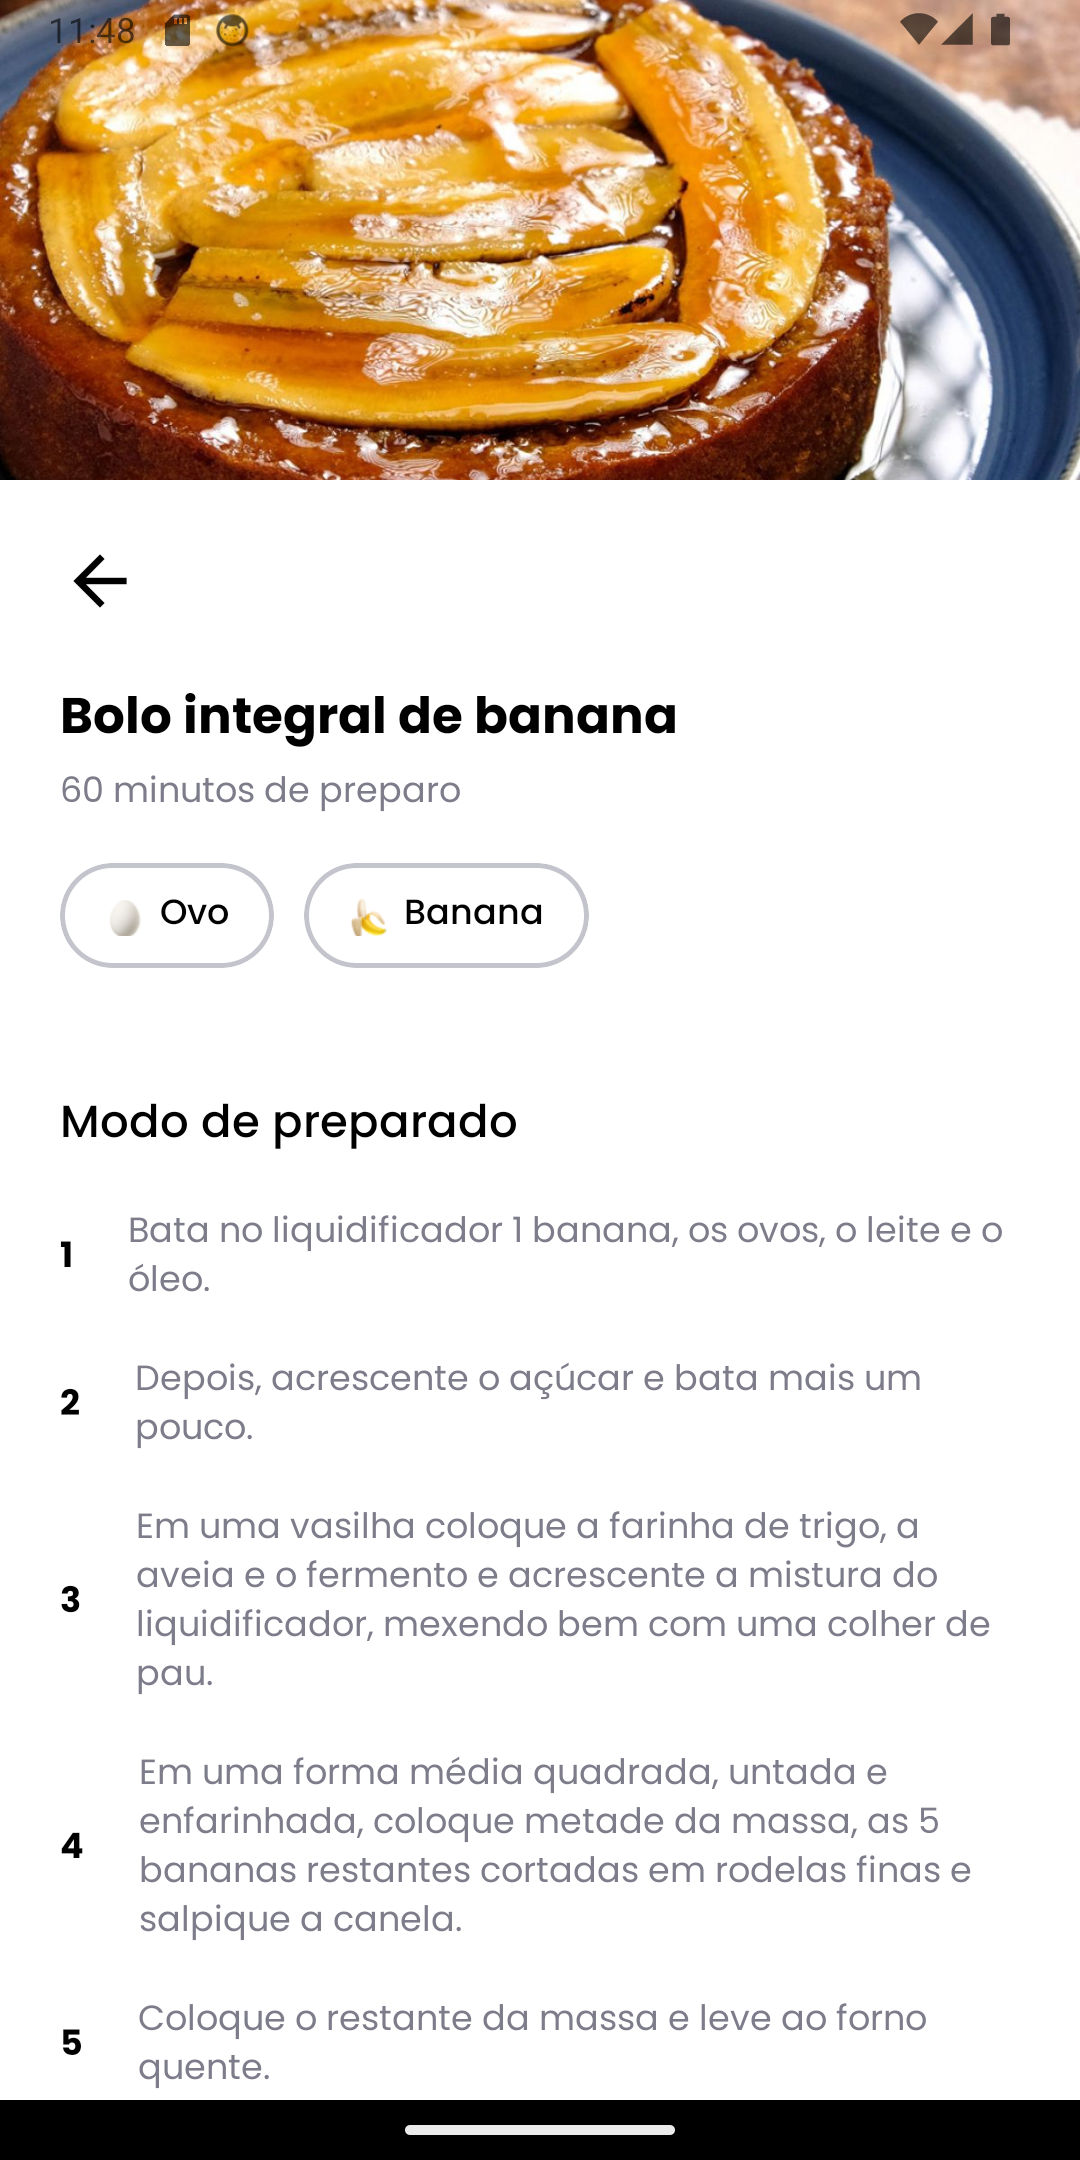 11:48
Bolo integral de banana
60 minutos de preparo
Ovo
Banana
Modo de preparado
1
Bata no liquidificador 1 banana, os ovos, o leite e o
óleo.
2
Depois, acrescente o açúcar e bata mais um
pouco.
3
Em uma vasilha coloque a farinha de trigo, a
aveia e o fermento e acrescente a mistura do
liquidificador, mexendo bem com uma colher de
pau.
4
Em uma forma média quadrada, untada e
enfarinhada, coloque metade da massa, as 5
bananas restantes cortadas em rodelas finas e
salpique a canela.
5
Coloque o restante da massa e leve ao forno
quente.